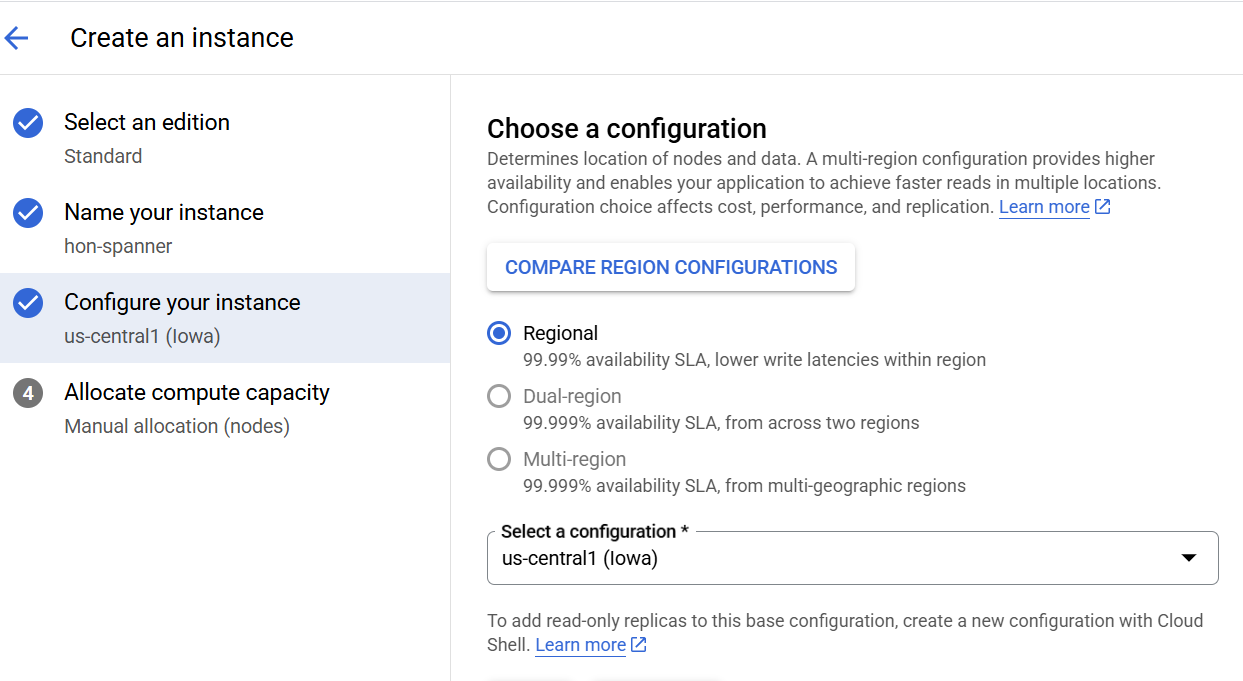 Create an instance
Select an edition
Standard
Name your instance
hon-spanner
Configure your instance
us-central1 (Iowa)
4
Allocate compute capacity
Manual allocation (nodes)
Choose a configuration
Determines location of nodes and data. A multi-region configuration provides higher
availability and enables your application to achieve faster reads in multiple locations.
Configuration choice affects cost, performance, and replication. Learn more
COMPARE REGION CONFIGURATIONS
Regional
99.99% availability SLA, lower write latencies within region
Dual-region
99.999% availability SLA, from across two regions
Multi-region
99.999% availability SLA, from multi-geographic regions
Select a configuration *
us-central1 (Iowa)
To add read-only replicas to this base configuration, create a new configuration with Cloud
Shell. Learn more